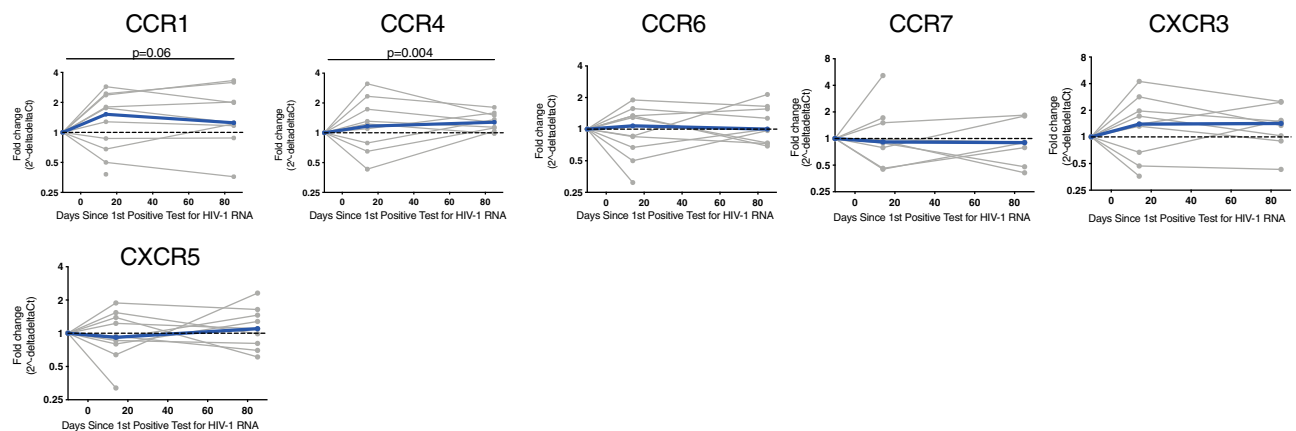 CCR1
p=0.06
4
2
1
0.5
0.25
Fold change
(2^-deltadeltaCt)
0 20 40 60 80
Days Since 1st Positive Test for HIV-1 RNA
CCR4
p=0.004
4
2
1
0.5
0.25
Fold change
(2^-deltadeltaCt)
0 20 40 60 80
Days Since 1st Positive Test for HIV-1 RNA
CCR6
4
2
1
0.5
0.25
Fold change
(2^-deltadeltaCt)
0 20 40 60 80
Days Since 1st Positive Test for HIV-1 RNA
CCR7
8
4
2
1
0.5
0.25
Fold change
(2^-deltadeltaCt)
0 20 40 60 80
Days Since 1st Positive Test for HIV-1 RNA
CXCR3
8
4
2
1
0.5
0.25
Fold change
(2^-deltadeltaCt)
0 20 40 60 80
Days Since 1st Positive Test for HIV-1 RNA
CXCR5
4
2
1
0.5
0.25
Fold change
(2^-deltadeltaCt)
0 20 40 60 80
Days Since 1st Positive Test for HIV-1 RNA